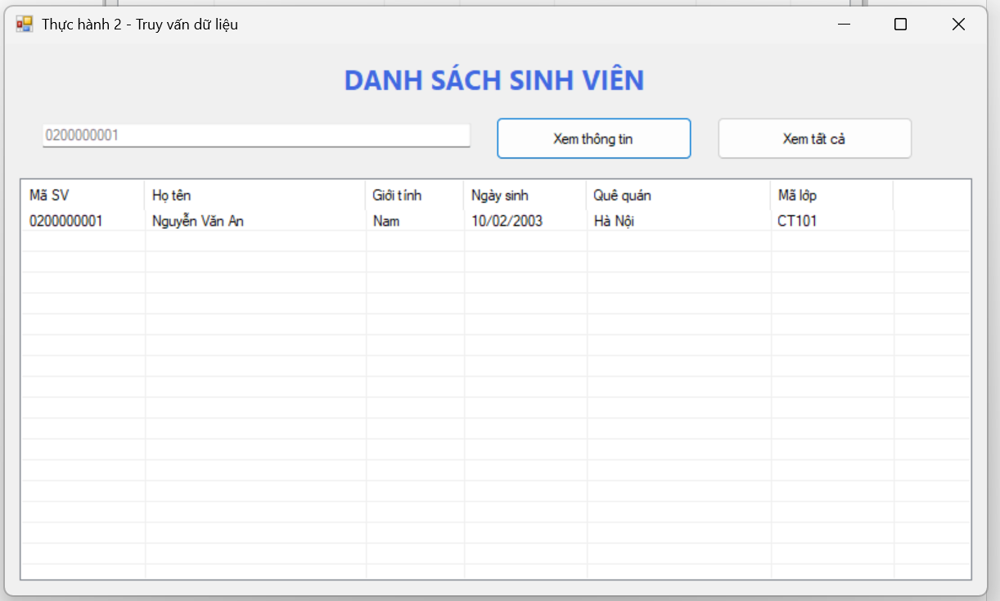 Thực hành 2 - Truy vấn dữ liệu
DANH SÁCH SINH VIÊN
0200000001 Xem thông tin Xem tất cả
Mã SV Họ tên Giới tính Ngày sinh Quê quán Mã lớp
0200000001 Nguyễn Văn An Nam 10/02/2003 Hà Nội CT101